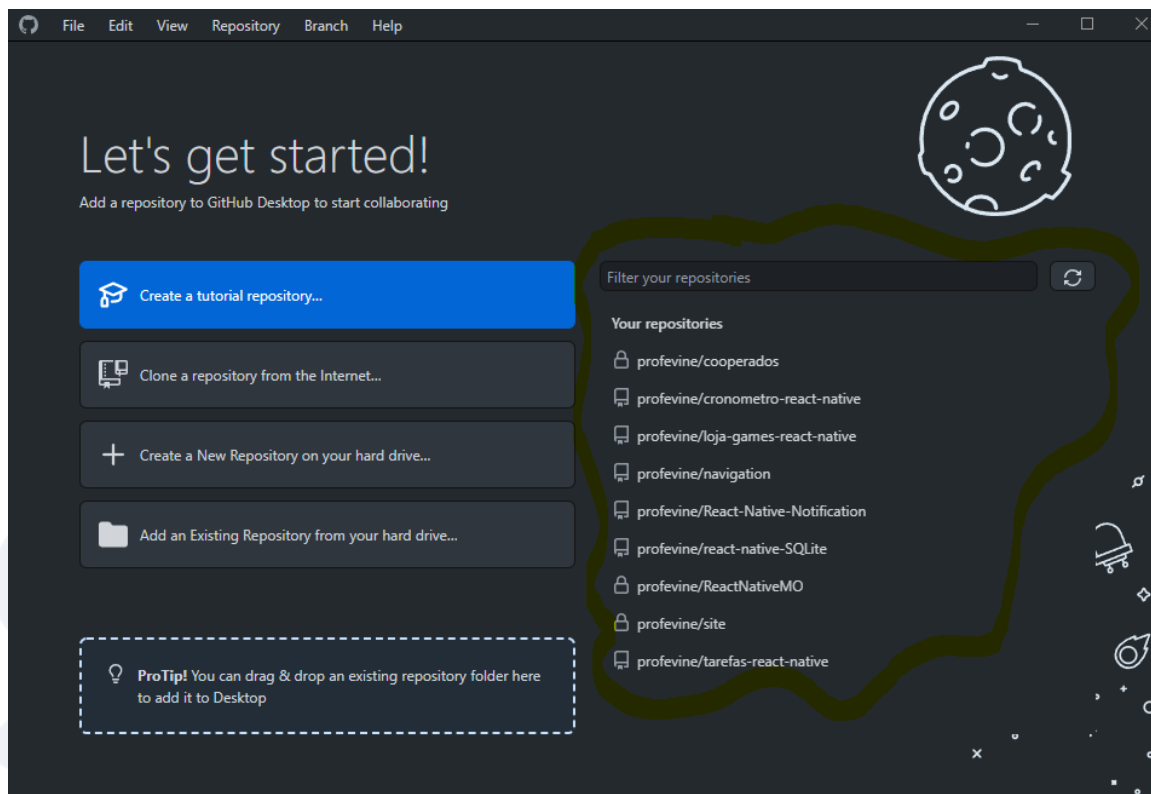 File Edit View Repository Branch Help
Let's get started!
Add a repository to GitHub Desktop to start collaborating
Create a tutorial repository...
Clone a repository from the Internet...
Create a New Repository on your hard drive...
Add an Existing Repository from your hard drive...
ProTip! You can drag & drop an existing repository folder here
to add it to Desktop
Filter your repositories
Your repositories
profevine/cooperados
profevine/cronometro-react-native
profevine/loja-games-react-native
profevine/navigation
profevine/React-Native-Notification
profevine/react-native-SQLite
profevine/ReactNativeMO
profevine/site
profevine/tarefas-react-native